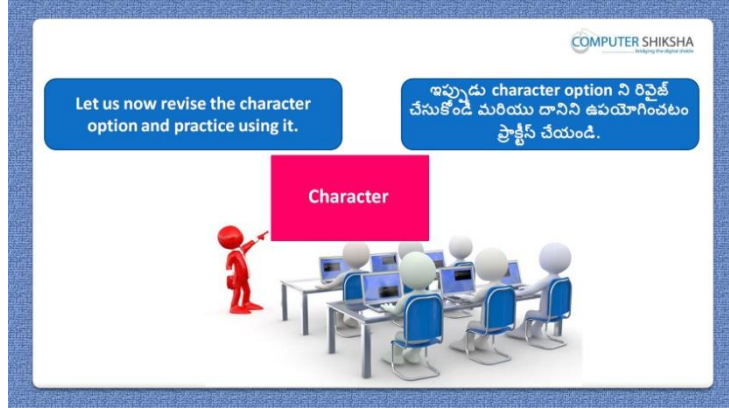 COMPUTER SHIKSHA
bridging the digital divide
Let us now revise the character
option and practice using it.
ఇప్పుడు character option ని రివైజ్
చేసుకోండి మరియు దానిని ఉపయోగించటం
ప్రాక్టీస్ చేయండి.
Character